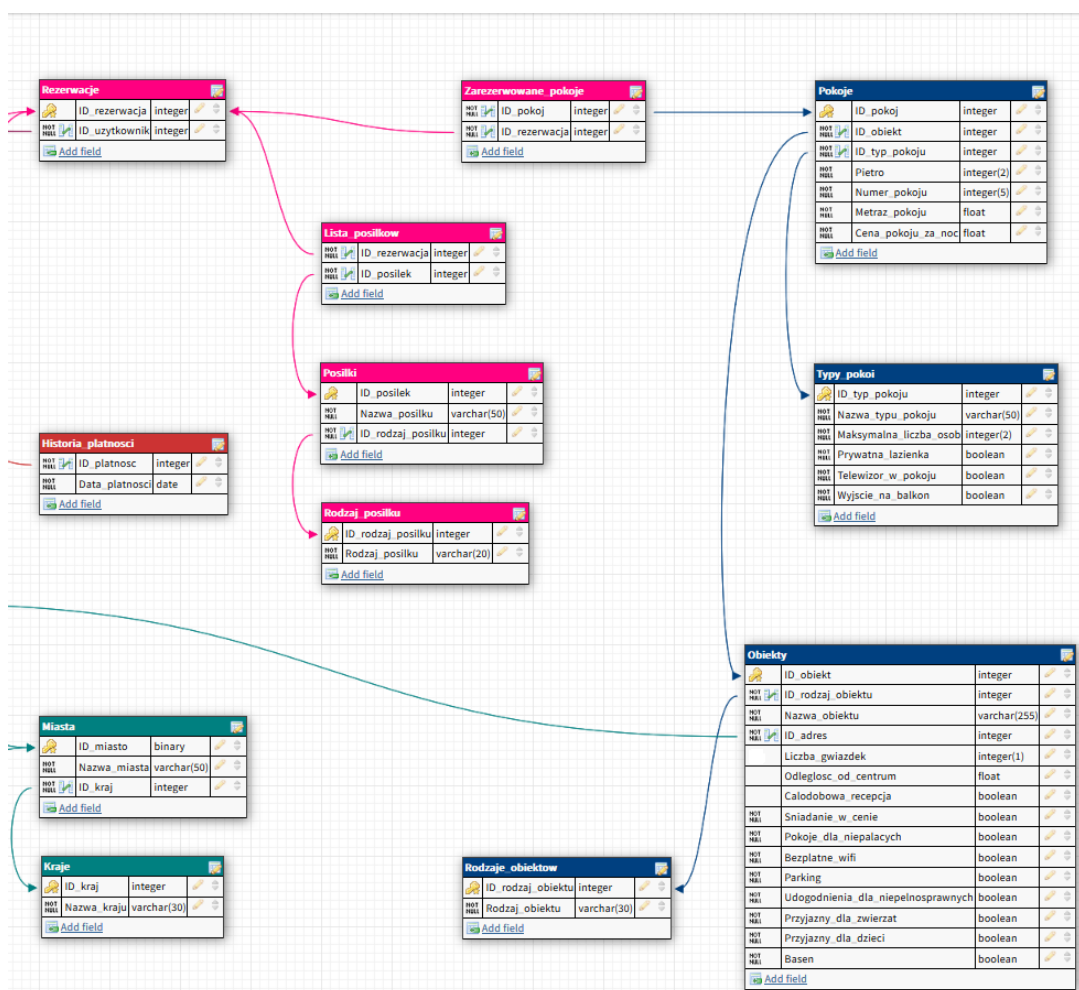 Rezerwacje
ID_rezerwacja integer
NOT NULL ID_uzytkownik integer
Add field
Zarezerwowane_pokoje
NOT NULL ID_pokoj integer
NOT NULL ID_rezerwacja integer
Add field
Pokoje
ID_pokoj integer
NOT NULL ID_obiekt integer
NOT NULL ID_typ_pokoju integer
NOT NULL Pietro integer(2)
NOT NULL Numer_pokoju integer(5)
NOT NULL Metraz_pokoju float
NOT NULL Cena_pokoju_za_noc float
Add field
Lista_posilkow
NOT NULL ID_rezerwacja integer
NOT NULL ID_posilek integer
Add field
Posilki
ID_posilek integer
NOT NULL Nazwa_posilku varchar(50)
NOT NULL ID_rodzaj_posilku integer
Add field
Typy_pokoi
ID_typ_pokoju integer
NOT NULL Nazwa_typu_pokoju varchar(50)
NOT NULL Maksymalna_liczba_osob integer(2)
NOT NULL Prywatna_lazienka boolean
NOT NULL Telewizor_w_pokoju boolean
NOT NULL Wyjscie_na_balkon boolean
Add field
Historia_platnosci
NOT NULL ID_platnosc integer
NOT NULL Data_platnosci date
Add field
Rodzaj_posilku
ID_rodzaj_posilku integer
NOT NULL Rodzaj_posilku varchar(20)
Add field
Obiekty
ID_obiekt integer
NOT NULL ID_rodzaj_obiektu integer
NOT NULL Nazwa_obiektu varchar(255)
NOT NULL ID_adres integer
Liczba_gwiazdek integer(1)
Odleglosc_od_centrum float
Calodobowa_recepcja boolean
NOT NULL Sniadanie_w_cenie boolean
NOT NULL Pokoje_dla_niepalacych boolean
NOT NULL Bezplatne_wifi boolean
NOT NULL Parking boolean
NOT NULL Udogodnienia_dla_niepelnosprawnych boolean
NOT NULL Przyjazny_dla_zwierzat boolean
NOT NULL Przyjazny_dla_dzieci boolean
NOT NULL Basen boolean
Add field
Miasta
ID_miasto binary
NOT NULL Nazwa_miasta varchar(50)
NOT NULL ID_kraj integer
Add field
Kraje
ID_kraj integer
NOT NULL Nazwa_kraju varchar(30)
Add field
Rodzaje_obiektow
ID_rodzaj_obiektu integer
NOT NULL Rodzaj_obiektu varchar(30)
Add field